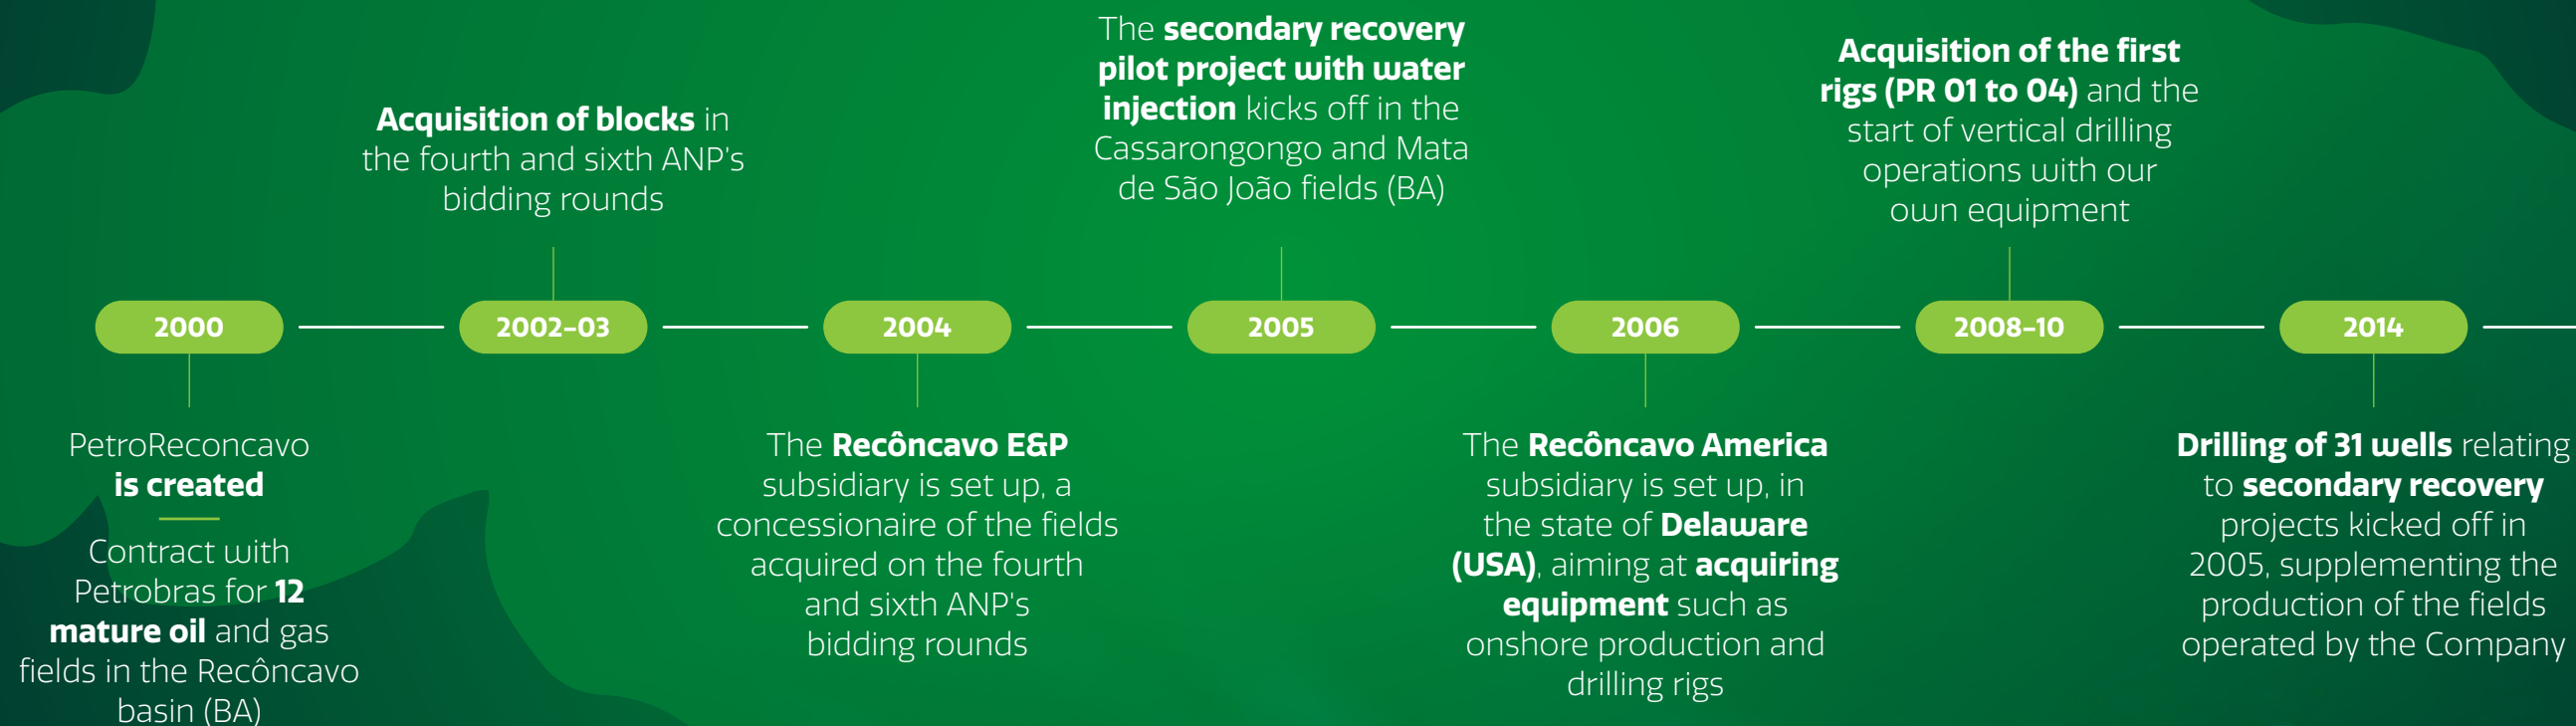 2000
PetroReconcavo
is created
Contract with
Petrobras for 12
mature oil and gas
fields in the Recôncavo
basin (BA)
Acquisition of blocks in
the fourth and sixth ANP's
bidding rounds
2002–03
2004
The Recôncavo E&P
subsidiary is set up, a
concessionaire of the fields
acquired on the fourth
and sixth ANP's
bidding rounds
The secondary recovery
pilot project with water
injection kicks off in the
Cassarongongo and Mata
de São João fields (BA)
2005
2006
The Recôncavo America
subsidiary is set up, in
the state of Delaware
(USA), aiming at acquiring
equipment such as
onshore production and
drilling rigs
Acquisition of the first
rigs (PR 01 to 04) and the
start of vertical drilling
operations with our
own equipment
2008–10
2014
Drilling of 31 wells relating
to secondary recovery
projects kicked off in
2005, supplementing the
production of the fields
operated by the Company